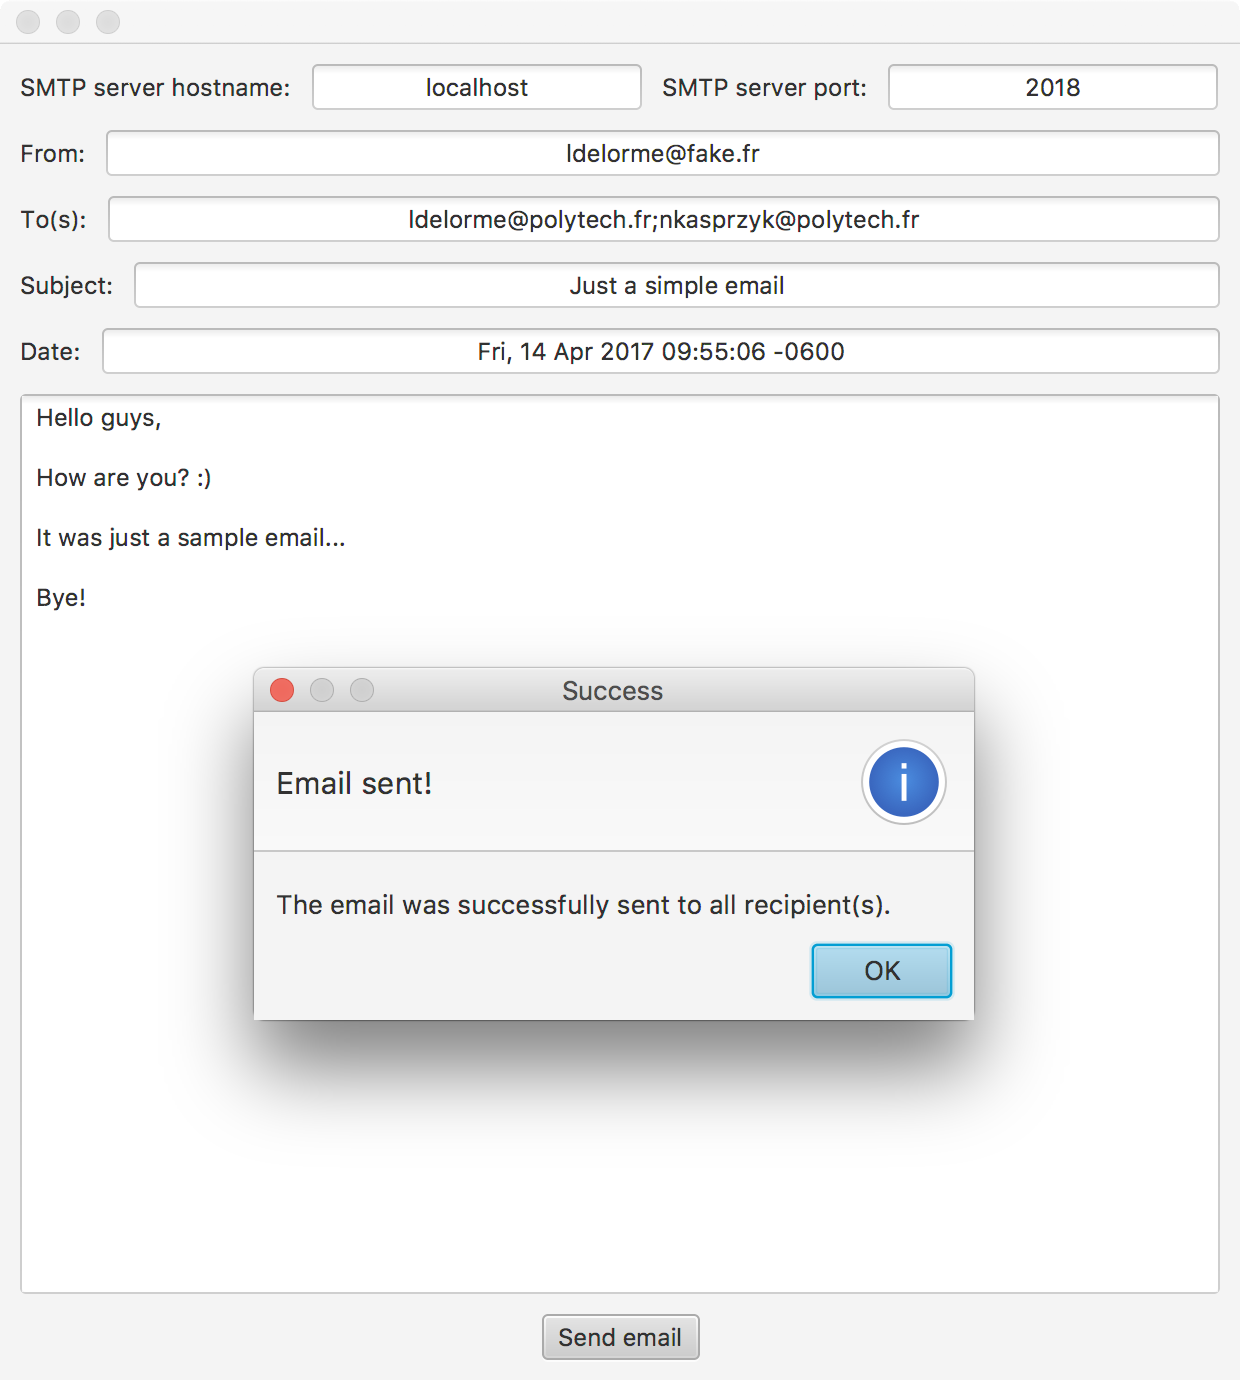 SMTP server hostname: localhost SMTP server port: 2018
From: ldelorme@fake.fr
To(s): ldelorme@polytech.fr;nkasprzyk@polytech.fr
Subject: Just a simple email
Date: Fri, 14 Apr 2017 09:55:06 -0600
Hello guys,
How are you? :)
It was just a sample email...
Bye!
Success
Email sent!
i
The email was successfully sent to all recipient(s).
OK
Send email